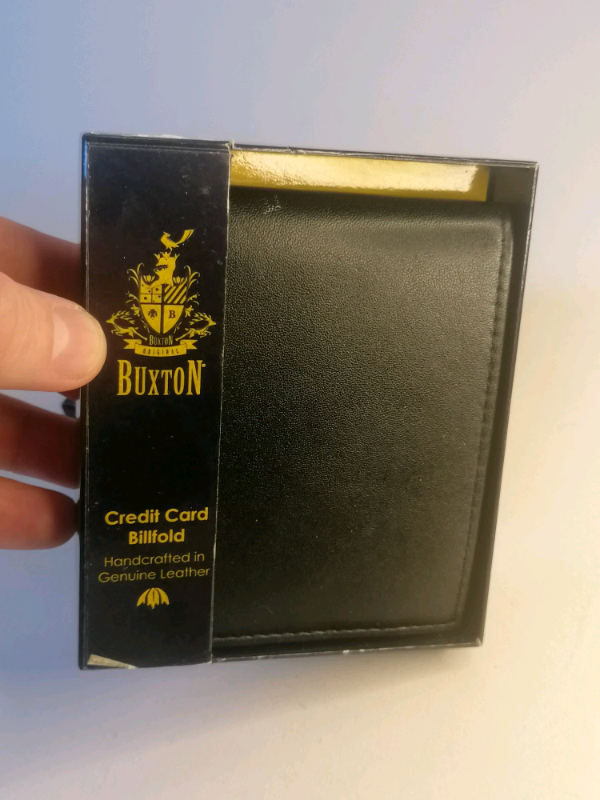 B
BUXTON
ORIGINAL
BUXTON
Credit Card
Billfold
Handcrafted in
Genuine Leather